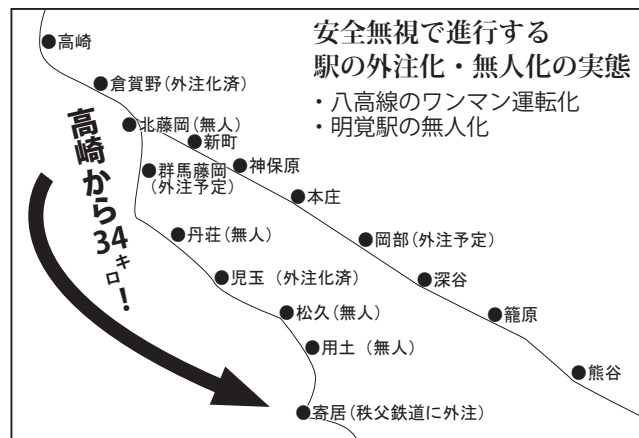 安全無視で進行する
駅の外注化・無人化の実態
・八高線のワンマン運転化
・明覚駅の無人化
高崎
倉賀野(外注化済)
北藤岡(無人)
新町
群馬藤岡
(外注予定)
神保原
本庄
丹荘(無人)
岡部(外注予定)
児玉 (外注化済)
深谷
松久(無人)
籠原
用土 (無人)
熊谷
寄居(秩父鉄道に外注)
高崎から34キロ!